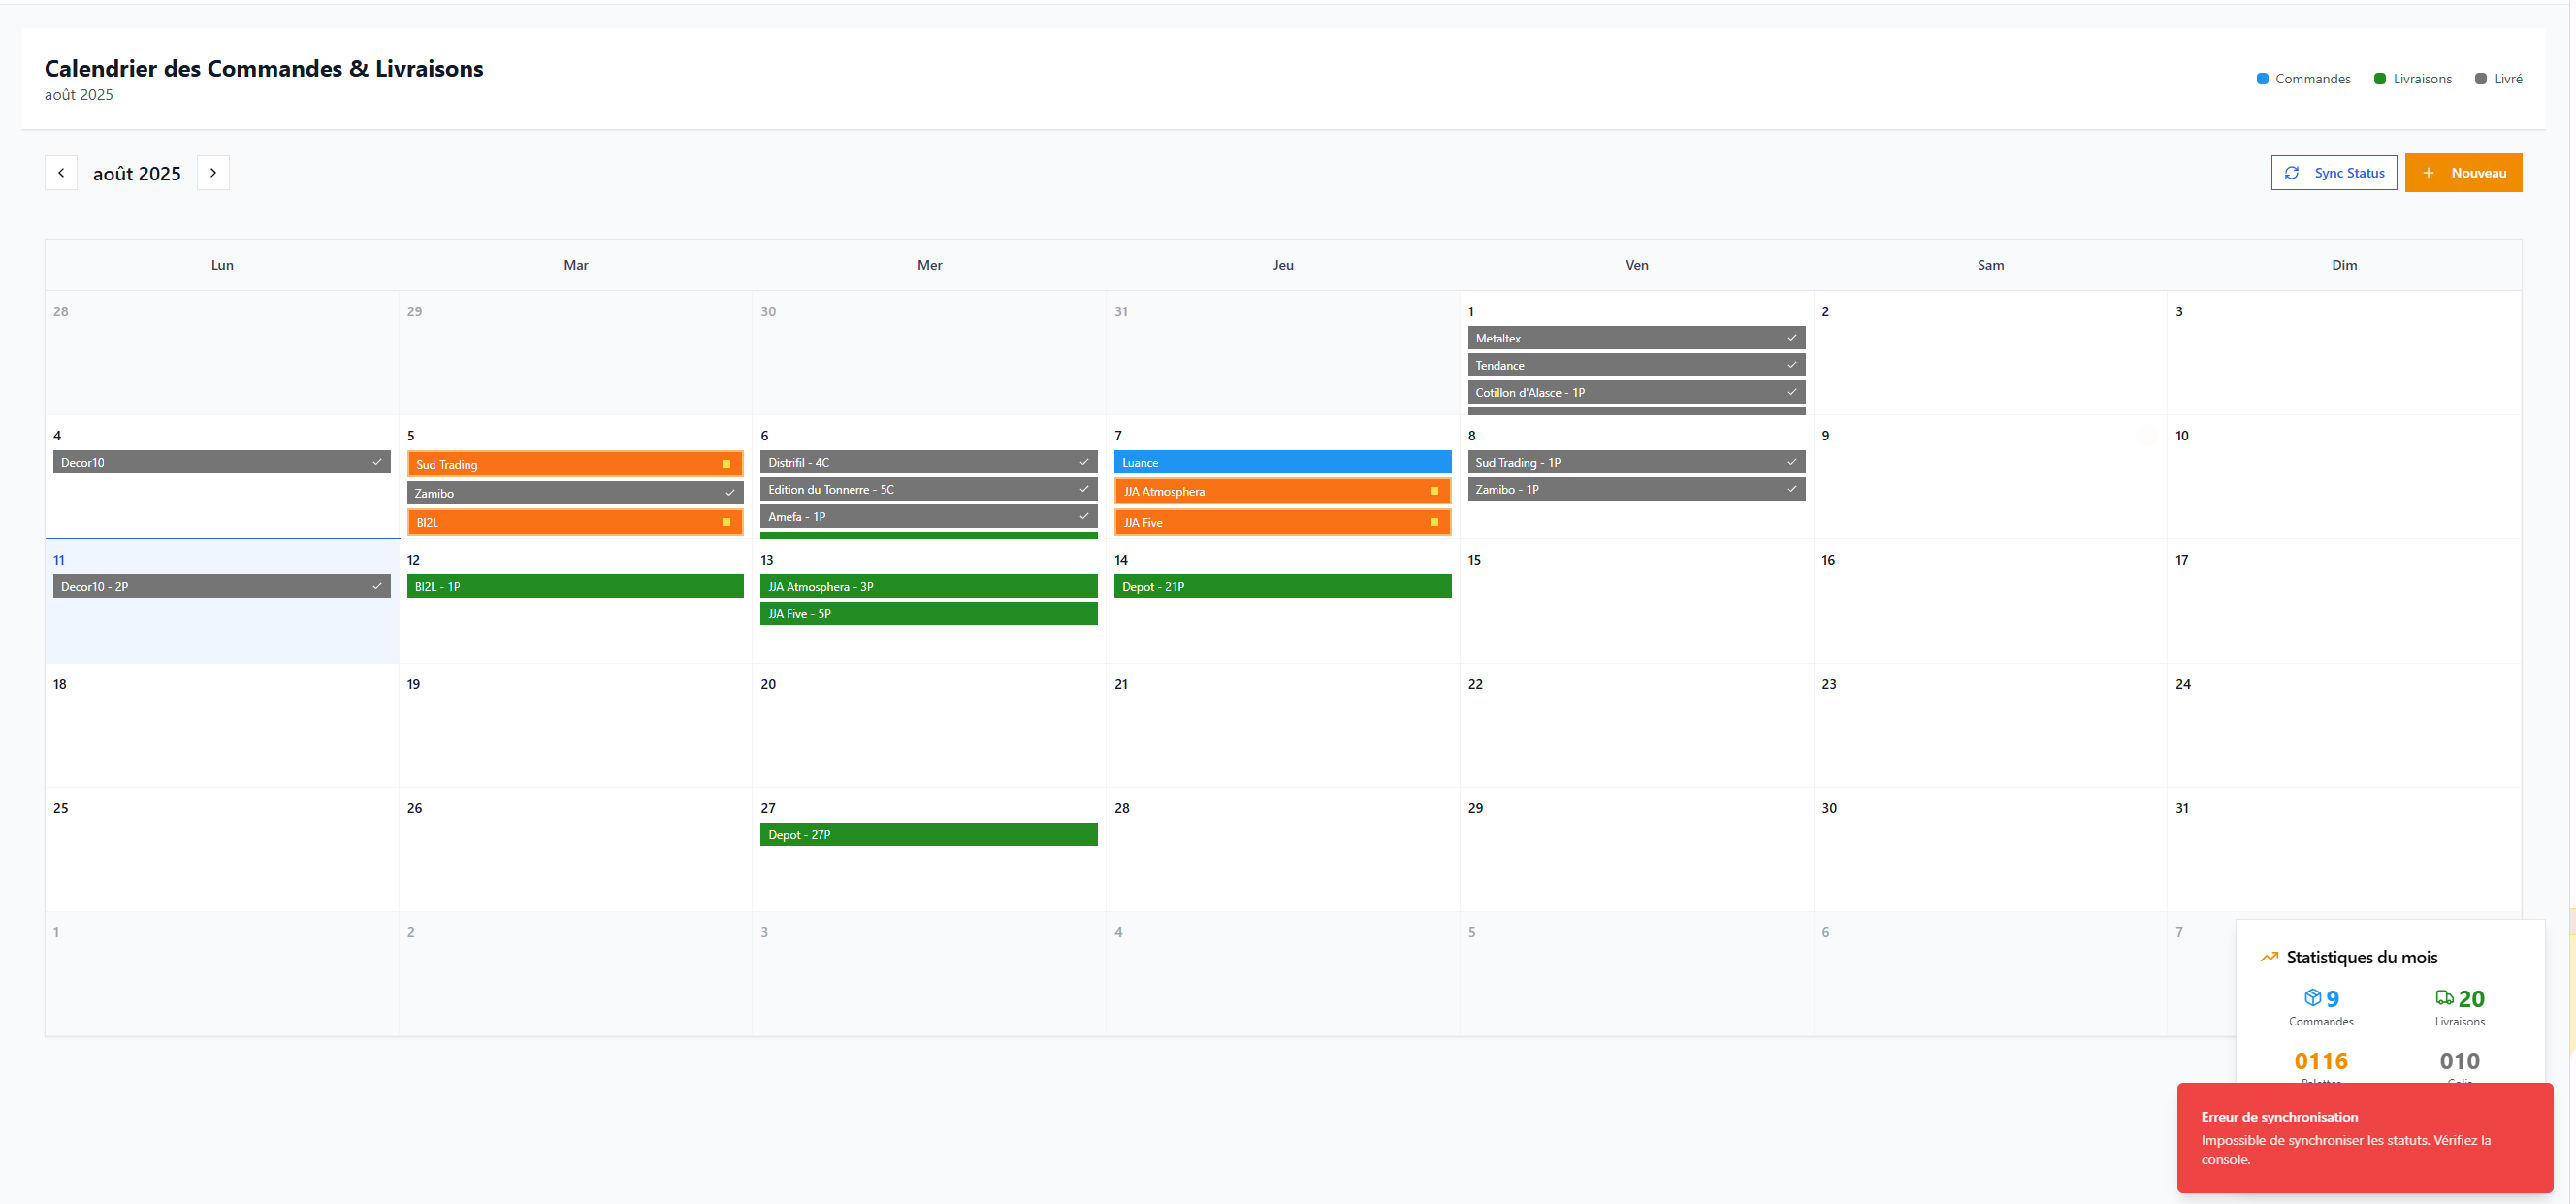 Calendrier des Commandes & Livraisons
août 2025
Commandes
Livraisons
Livré
août 2025
Sync Status
Nouveau
Lun
Mar
Mer
Jeu
Ven
Sam
Dim
28
29
30
31
1
Metaltex
Tendance
Cotillon d'Alasce - 1P
2
3
4
Decor10
5
Sud Trading
Zamibo
BI2L
6
Distrifil - 4C
Edition du Tonnerre - 5C
Amefa - 1P
7
Luance
JJA Atmosphera
JJA Five
8
Sud Trading - 1P
Zamibo - 1P
9
10
11
Decor10 - 2P
12
BI2L - 1P
13
JJA Atmosphera - 3P
JJA Five - 5P
14
Depot - 21P
15
16
17
18
19
20
21
22
23
24
25
26
27
Depot - 27P
28
29
30
31
1
2
3
4
5
6
7
Statistiques du mois
9
Commandes
20
Livraisons
0116
010
Erreur de synchronisation
Impossible de synchroniser les statuts. Vérifiez la
console.